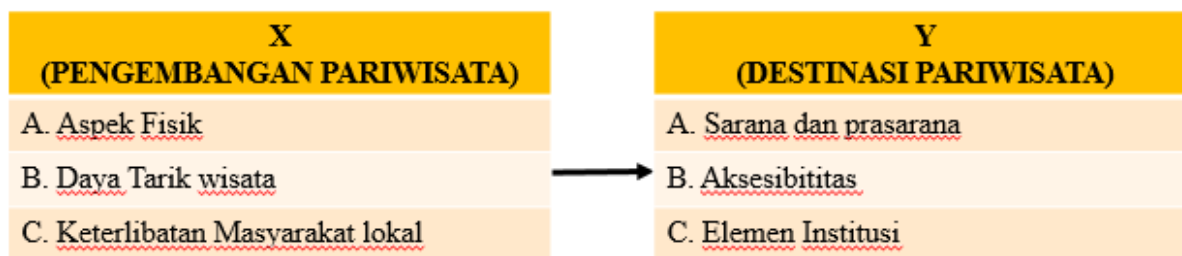 X
(PENGEMBANGAN PARIWISATA)
A. Aspek Fisik
B. Daya Tarik wisata
C. Keterlibatan Masyarakat lokal
Y
(DESTINASI PARIWISATA)
A. Sarana dan prasarana
B. Aksesibititas
C. Elemen Institusi